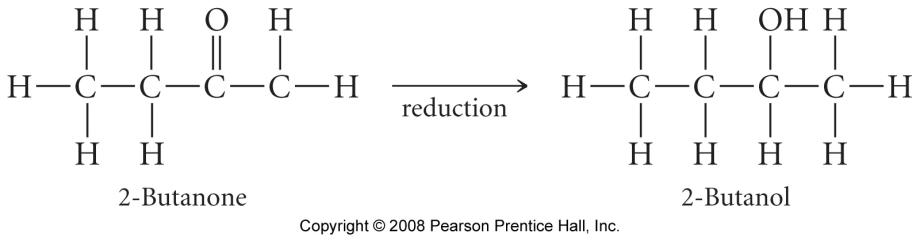 H H O H H H OH H
H—C—C—C—C—H reduction H—C—C—C—C—H
H H H H H H
2-Butanone 2-Butanol
Copyright © 2008 Pearson Prentice Hall, Inc.